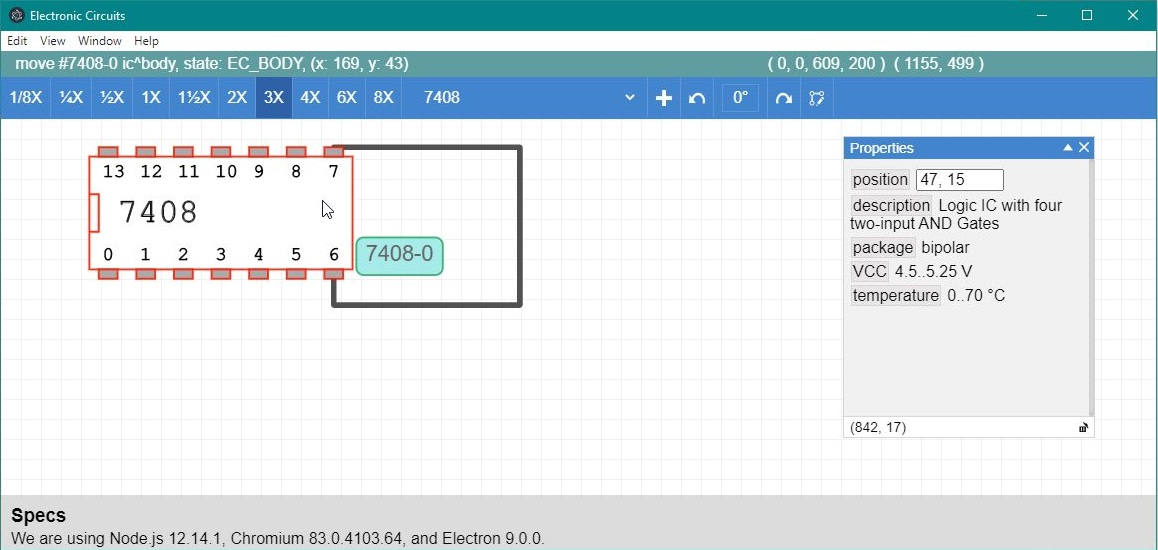 Electronic Circuits
Edit View Window Help
move #7408-0 ic^body, state: EC_BODY, (x: 169, y: 43) ( 0, 0, 609, 200 ) ( 1155, 499 )
1/8X ¼X ½X 1X 1½X 2X 3X 4X 6X 8X 7408 0°
13 12 11 10 9 8 7
7408
0 1 2 3 4 5 6
7408-0
Properties
position 47, 15
description Logic IC with four
two-input AND Gates
package bipolar
VCC 4.5..5.25 V
temperature 0..70 °C
(842, 17)
Specs
We are using Node.js 12.14.1, Chromium 83.0.4103.64, and Electron 9.0.0.